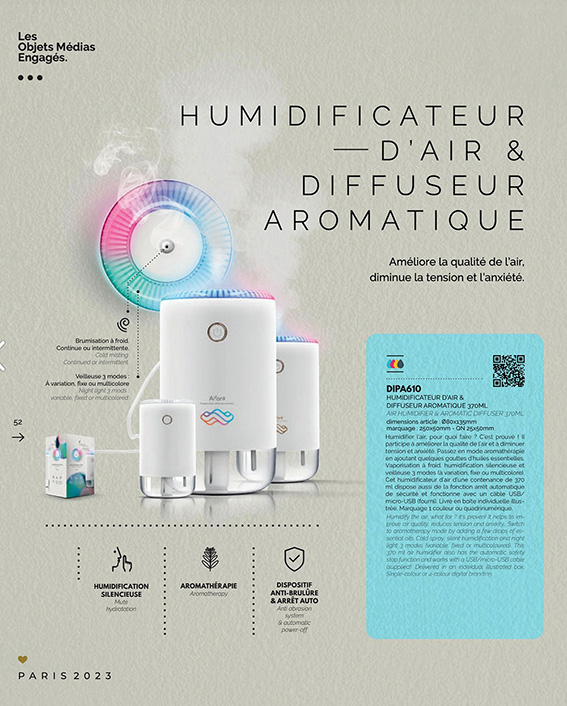 Les
Objets Médias
Engagés.
HUMIDIFICATEUR
— D'AIR &
DIFFUSEUR
AROMATIQUE
Améliore la qualité de l'air,
diminue la tension et l'anxiété.
Brumisation à froid.
Continue ou intermittente.
Cold misting
Continued or intermittent
Veilleuse 3 modes :
À variation, fixe ou multicolore
Night light 3 mods :
variable, fixed or multicolored
52
DIPA610
HUMIDIFICATEUR D'AIR &
DIFFUSEUR AROMATIQUE 370ML
AIR HUMIDIFIER & AROMATIC DIFFUSER 370ML
dimensions article : Ø80x135mm
marquage : 250x50mm - QN 25x50mm
Humidifier l'air, pour quoi faire ? C'est prouvé ! Il
participe à améliorer la qualité de l'air et à diminuer
tension et anxiété. Passez en mode aromathérapie
en ajoutant quelques gouttes d'huiles essentielles.
Vaporisation à froid, humidification silencieuse et
veilleuse 3 modes (à variation, fixe ou multicolore).
Cet humidificateur d'air d'une contenance de 370
ml dispose aussi de la fonction arrêt automatique
de sécurité et fonctionne avec un câble USB/
micro-USB (fourni). Livré en boite individuelle illus-
trée. Marquage 1 couleur ou quadrinumérique.
Humidify the air, what for ? It's proven! It helps to im-
prove air quality, reduces tension and anxiety. Switch
to aromatherapy mode by adding a few drops of es-
sential oils. Cold spray, silent humidification and night
light 3 modes (variable, fixed or multicoloured). This
370 ml air humidifier also has the automatic safety
stop function and works with a USB/micro-USB cable
(supplied). Delivered in an individual illustrated box.
Single-colour or 4-colour digital branding.
HUMIDIFICATION
SILENCIEUSE
Mute
hydratation
AROMATHÉRAPIE
Aromatherapy
DISPOSITIF
ANTI-BRULÛRE
& ARRÊT AUTO
Anti abrasion
system
& automatic
power-off
PARIS 2023